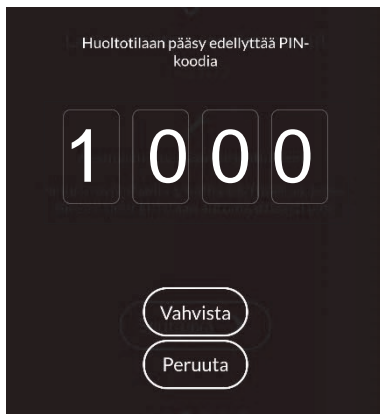 Huoltotilaan pääsy edellyttää PIN-
koodia
1 0 0 0
Vahvista
Peruuta